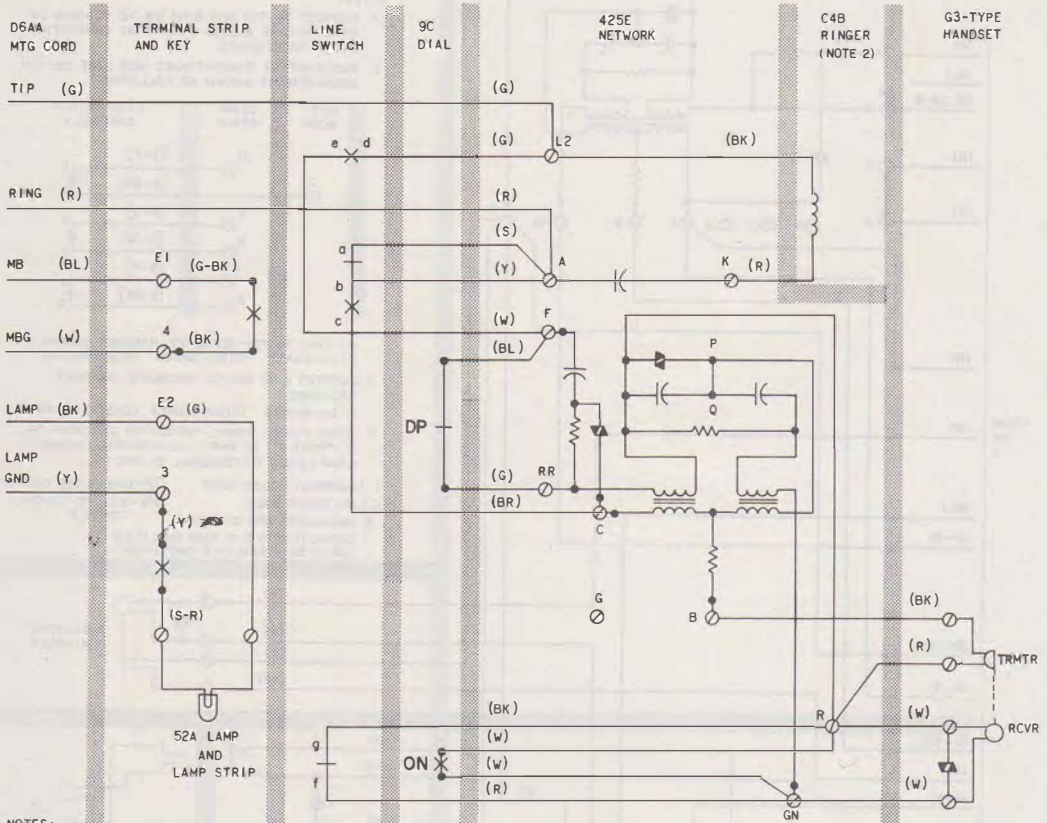 D6AA
MTG CORD
TERMINAL STRIP
AND KEY
LINE
SWITCH
9C
DIAL
425E
NETWORK
C4B
RINGER
(NOTE 2)
G3-TYPE
HANDSET
TIP (G)
(G)
e d
(G)
L2
(BK)
RING (R)
(R)
a
(S)
A
K
(R)
MB (BL)
E1
(G-BK)
b
(Y)
c
(W)
F
MBG (W)
4
(BK)
(BL)
P
LAMP (BK)
E2
(G)
DP
Q
LAMP
GND (Y)
3
(G)
RR
(Y)
(BR)
C
(S-R)
G
B
(BK)
(R)
TRMTR
52A LAMP
AND
LAMP STRIP
(BK)
R
(W)
g
(W)
RCVR
ON
(W)
f
(R)
(W)
GN
NOTES: